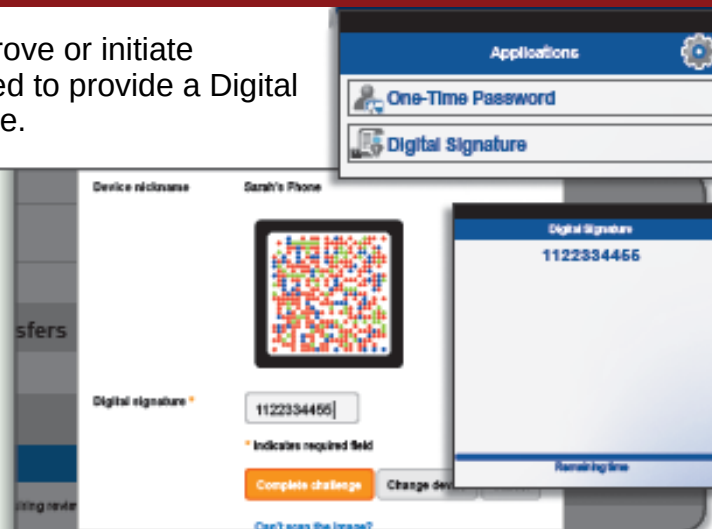 rove or initiate
ed to provide a Digital
e.
Applications
One-Time Password
Digital Signature
Device nickname Sarah's Phone
Digital Signature
1122334455
sfers
Digital signature *
1122334455
* Indicates required field
Complete challenge
Change dev
Remaining time
Can't scan the image?